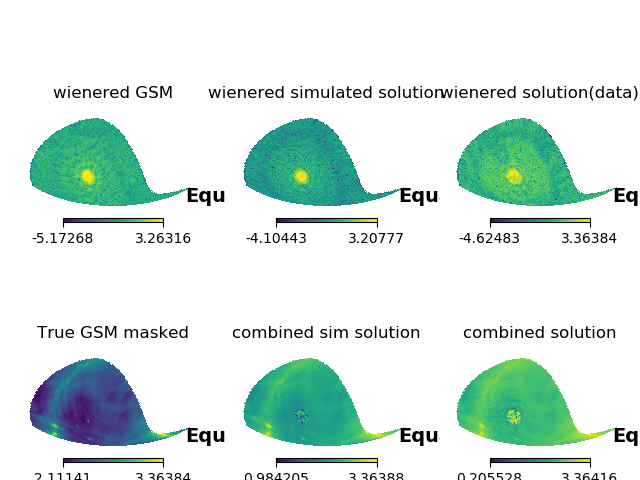 wienered GSM
wienered simulated solution
wienered solution(data)
Equ
Equ
Eq
-5.17268 3.26316
-4.10443 3.20777
-4.62483 3.36384
True GSM masked
combined sim solution
combined solution
Equ
Equ
Eq
2.11141 3.36384
0.984205 3.36388
0.205528 3.36416